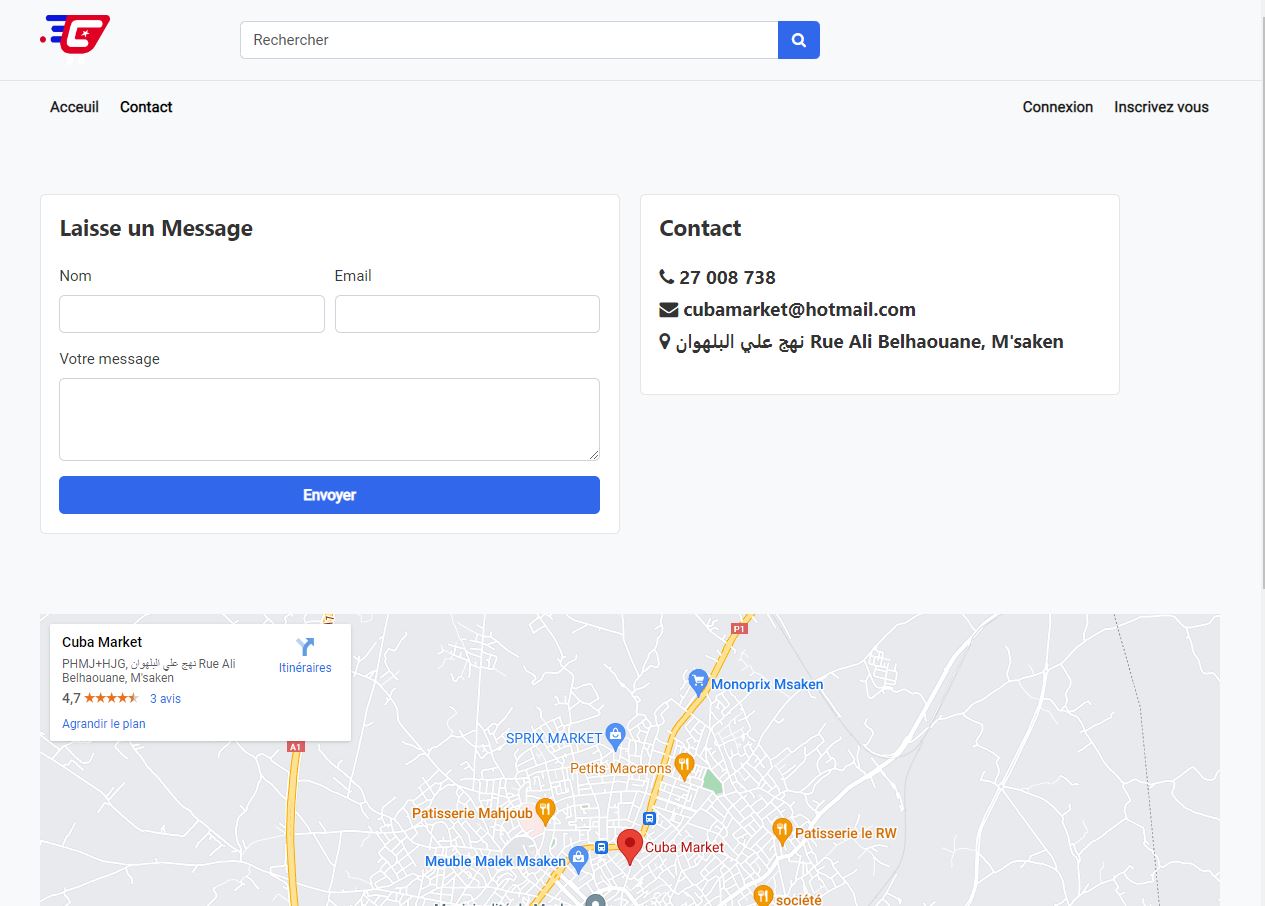 Rechercher
Acceuil Contact Connexion Inscrivez vous
Laisse un Message
Nom Email
Votre message
Envoyer
Contact
27 008 738
cubamarket@hotmail.com
نهج علي البلهوان Rue Ali Belhaouane, M'saken
Cuba Market
PHMJ+HJG, نهج علي البلهوان Rue Ali
Belhaouane, M'saken
4,7 3 avis
Agrandir le plan
Itinéraires
P1
Monoprix Msaken
SPRIX MARKET
A1
Petits Macarons
Patisserie Mahjoub
Patisserie le RW
Cuba Market
Meuble Malek Msaken
société